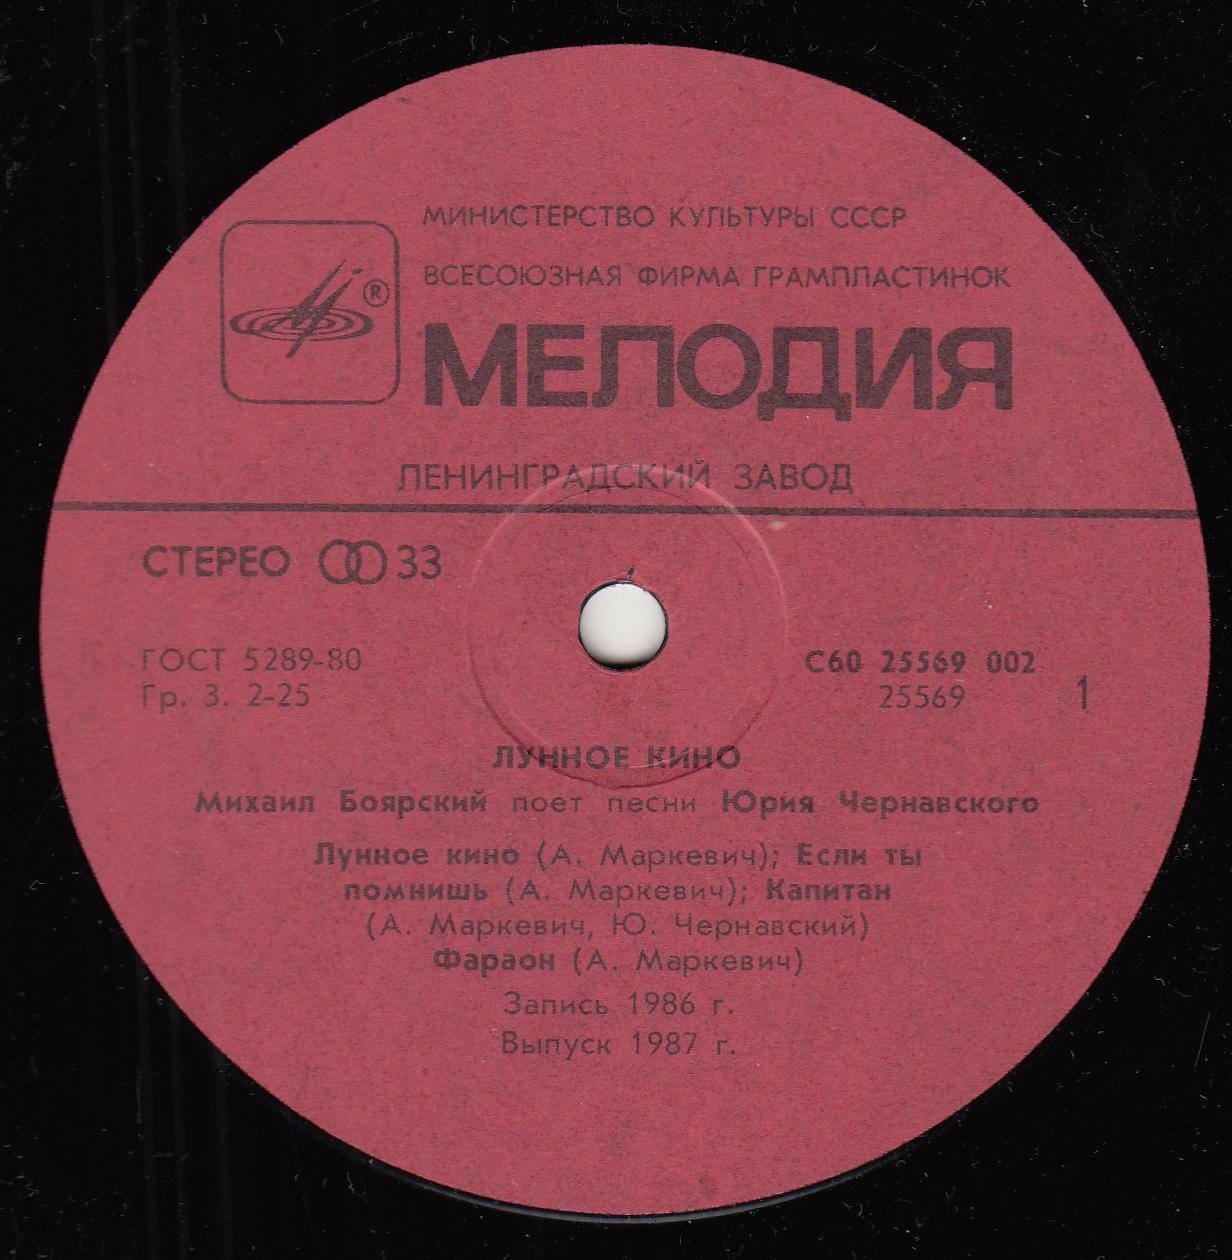 МИНИСТЕРСТВО КУЛЬТУРЫ СССР
ВСЕСОЮЗНАЯ ФИРМА ГРАМПЛАСТИНОК
®
МЕЛОДИЯ
ЛЕНИНГРАДСКИЙ ЗАВОД
СТЕРЕО 33
ГОСТ 5289-80
Гр. 3. 2-25
С60 25569 002
25569 1
ЛУННОЕ КИНО
Михаил Боярский поет песни Юрия Чернавского
Лунное кино (А. Маркевич); Если ты
помнишь (А. Маркевич); Капитан
(А. Маркевич, Ю. Чернавский)
Фараон (А. Маркевич)
Запись 1986 г.
Выпуск 1987 г.